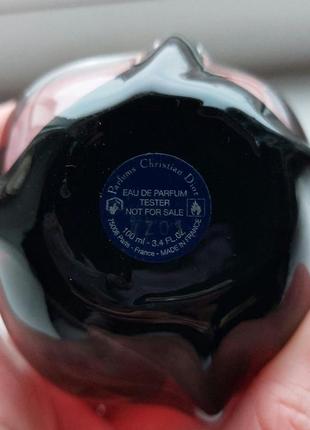 Parfums Christian Dior
EAU DE PARFUM
TESTER
NOT FOR SALE
100 ml - 3.4 FL.OZ
75008 Paris - France - MADE IN FRANCE